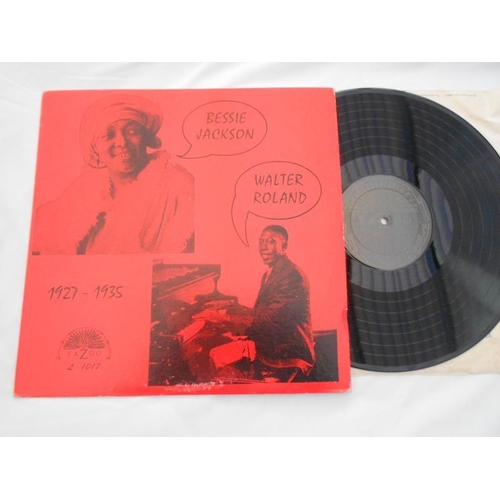 BESSIE
JACKSON
WALTER
ROLAND
1927 - 1935
YAZOO
L-1017